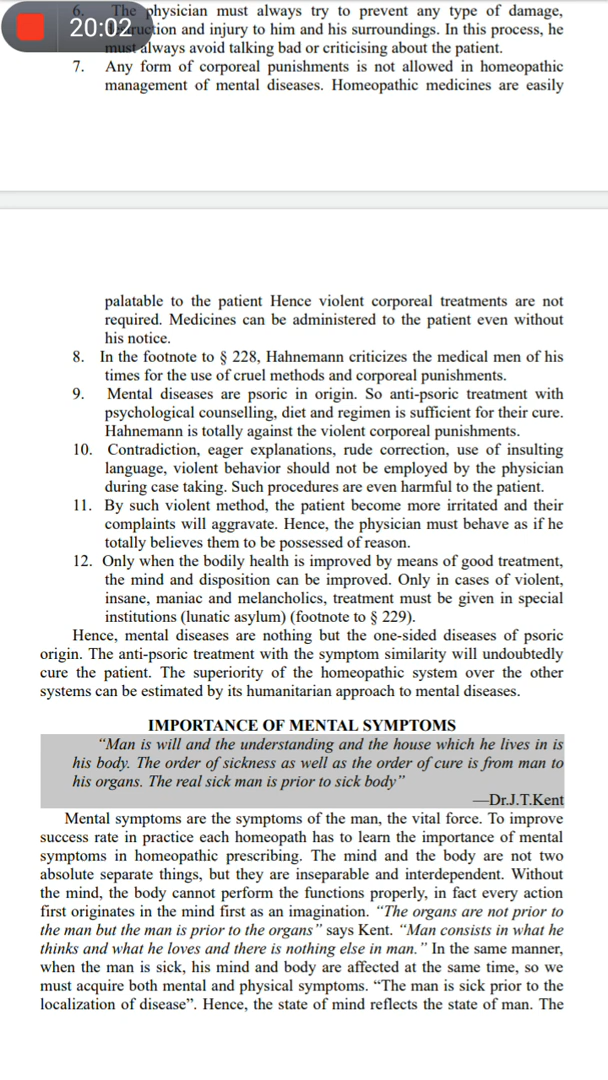 6. The physician must always try to prevent any type of damage,
20:02
ruction and injury to him and his surroundings. In this process, he
must always avoid talking bad or criticising about the patient.
7. Any form of corporeal punishments is not allowed in homeopathic
management of mental diseases. Homeopathic medicines are easily
palatable to the patient Hence violent corporeal treatments are not
required. Medicines can be administered to the patient even without
his notice.
8. In the footnote to § 228, Hahnemann criticizes the medical men of his
times for the use of cruel methods and corporeal punishments.
9. Mental diseases are psoric in origin. So anti-psoric treatment with
psychological counselling, diet and regimen is sufficient for their cure.
Hahnemann is totally against the violent corporeal punishments.
10. Contradiction, eager explanations, rude correction, use of insulting
language, violent behavior should not be employed by the physician
during case taking. Such procedures are even harmful to the patient.
11. By such violent method, the patient become more irritated and their
complaints will aggravate. Hence, the physician must behave as if he
totally believes them to be possessed of reason.
12. Only when the bodily health is improved by means of good treatment,
the mind and disposition can be improved. Only in cases of violent,
insane, maniac and melancholics, treatment must be given in special
institutions (lunatic asylum) (footnote to § 229).
Hence, mental diseases are nothing but the one-sided diseases of psoric
origin. The anti-psoric treatment with the symptom similarity will undoubtedly
cure the patient. The superiority of the homeopathic system over the other
systems can be estimated by its humanitarian approach to mental diseases.
IMPORTANCE OF MENTAL SYMPTOMS
“Man is will and the understanding and the house which he lives in is
his body. The order of sickness as well as the order of cure is from man to
his organs. The real sick man is prior to sick body”
—Dr.J.T.Kent
Mental symptoms are the symptoms of the man, the vital force. To improve
success rate in practice each homeopath has to learn the importance of mental
symptoms in homeopathic prescribing. The mind and the body are not two
absolute separate things, but they are inseparable and interdependent. Without
the mind, the body cannot perform the functions properly, in fact every action
first originates in the mind first as an imagination. “The organs are not prior to
the man but the man is prior to the organs” says Kent. “Man consists in what he
thinks and what he loves and there is nothing else in man.” In the same manner,
when the man is sick, his mind and body are affected at the same time, so we
must acquire both mental and physical symptoms. “The man is sick prior to the
localization of disease”. Hence, the state of mind reflects the state of man. The